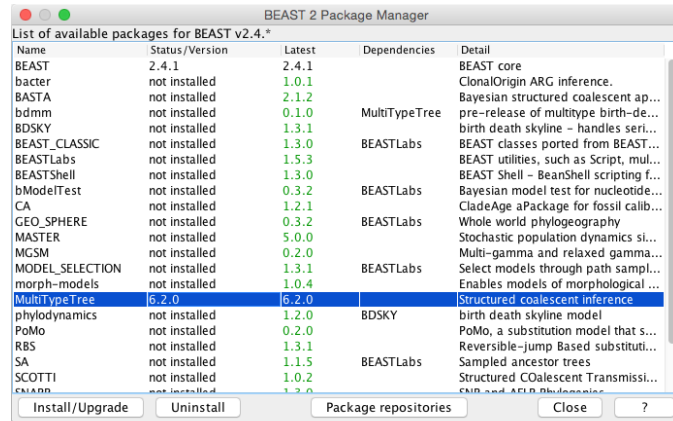 BEAST 2 Package Manager
List of available packages for BEAST v2.4.*
Name Status/Version Latest Dependencies Detail
BEAST 2.4.1 2.4.1 BEAST core
bacter not installed 1.0.1 ClonalOrigin ARG inference.
BASTA not installed 2.1.2 Bayesian structured coalescent ap...
bdmm not installed 0.1.0 MultiTypeTree pre-release of multitype birth-de...
BDSKY not installed 1.3.1 birth death skyline - handles seri...
BEAST_CLASSIC not installed 1.3.0 BEASTLabs BEAST classes ported from BEAST...
BEASTLabs not installed 1.5.3 BEAST utilities, such as Script, mul...
BEASTShell not installed 1.3.0 BEAST Shell - BeanShell scripting f...
bModelTest not installed 0.3.2 BEASTLabs Bayesian model test for nucleotide...
CA not installed 1.2.1 CladeAge aPackage for fossil calib...
GEO_SPHERE not installed 0.3.2 BEASTLabs Whole world phylogeography
MASTER not installed 5.0.0 Stochastic population dynamics si...
MGSM not installed 0.2.0 Multi-gamma and relaxed gamma...
MODEL_SELECTION not installed 1.3.1 BEASTLabs Select models through path sampl...
morph-models not installed 1.0.4 Enables models of morphological ...
MultiTypeTree 6.2.0 6.2.0 Structured coalescent inference
phylodynamics not installed 1.2.0 BDSKY birth death skyline model
PoMo not installed 0.2.0 PoMo, a substitution model that s...
RBS not installed 1.3.1 Reversible-jump Based substituti...
SA not installed 1.1.5 BEASTLabs Sampled ancestor trees
SCOTTI not installed 1.0.2 Structured COalescent Transmissi...
SNAPP not installed 1.3.0 SNP and AFLP Phylogenies
Install/Upgrade Uninstall Package repositories Close ?